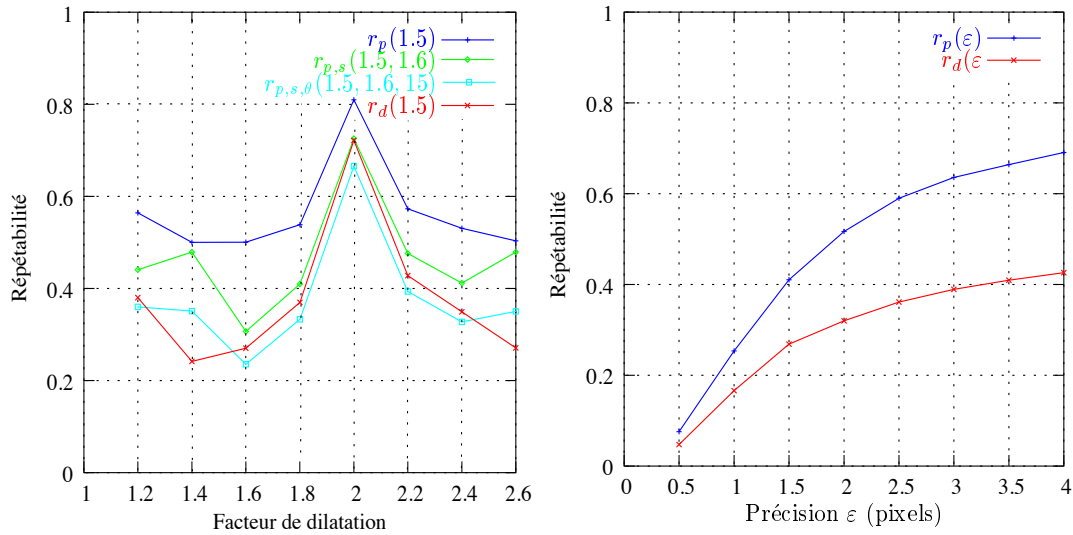 1
0.8
0.6
0.4
0.2
0
Répétabilité
r_p(1.5)
r_{p,s}(1.5, 1.6)
r_{p,s,θ}(1.5, 1.6, 15)
r_d(1.5)
1 1.2 1.4 1.6 1.8 2 2.2 2.4 2.6
Facteur de dilatation
1
0.8
0.6
0.4
0.2
0
Répétabilité
r_p(ε)
r_d(ε
0 0.5 1 1.5 2 2.5 3 3.5 4
Précision ε (pixels)